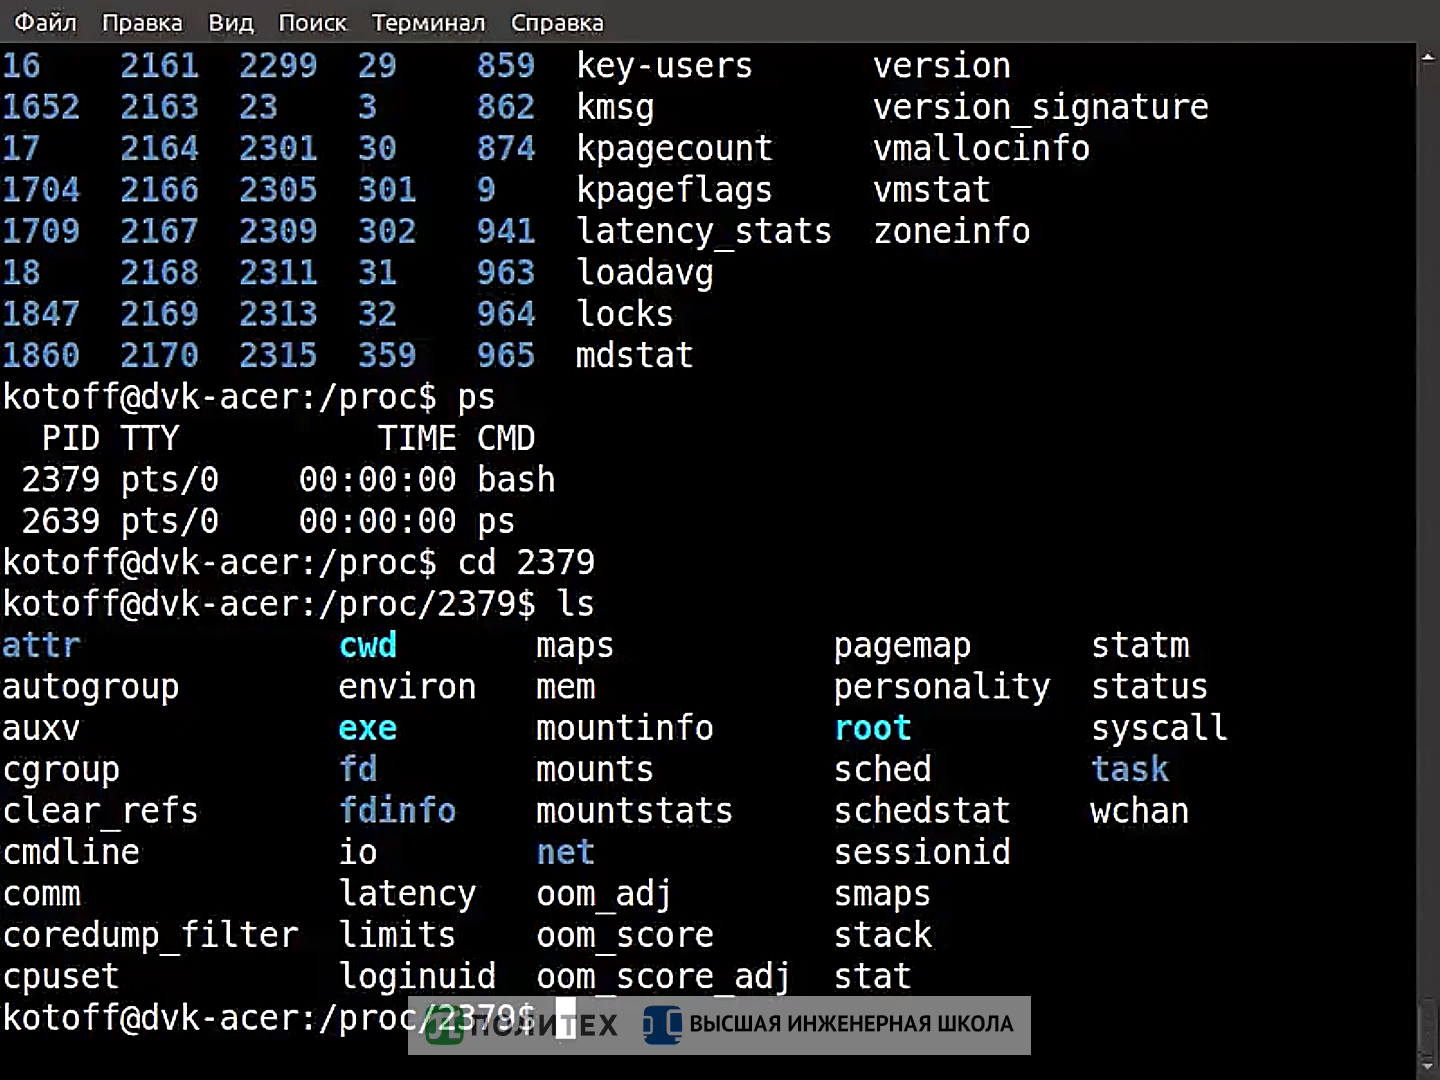 Файл Правка Вид Поиск Терминал Справка
16 2161 2299 29 859 key-users version
1652 2163 23 3 862 kmsg version_signature
17 2164 2301 30 874 kpagecount vmallocinfo
1704 2166 2305 301 9 kpageflags vmstat
1709 2167 2309 302 941 latency_stats zoneinfo
18 2168 2311 31 963 loadavg
1847 2169 2313 32 964 locks
1860 2170 2315 359 965 mdstat
kotoff@dvk-acer:/proc$ ps
PID TTY TIME CMD
2379 pts/0 00:00:00 bash
2639 pts/0 00:00:00 ps
kotoff@dvk-acer:/proc$ cd 2379
kotoff@dvk-acer:/proc/2379$ ls
attr cwd maps pagemap statm
autogroup environ mem personality status
auxv exe mountinfo root syscall
cgroup fd mounts sched task
clear_refs fdinfo mountstats schedstat wchan
cmdline io net sessionid
comm latency oom_adj smaps
coredump_filter limits oom_score stack
cpuset loginuid oom_score_adj stat
kotoff@dvk-acer:/proc/2379$
ПОЛИТЕХ ВЫСШАЯ ИНЖЕНЕРНАЯ ШКОЛА